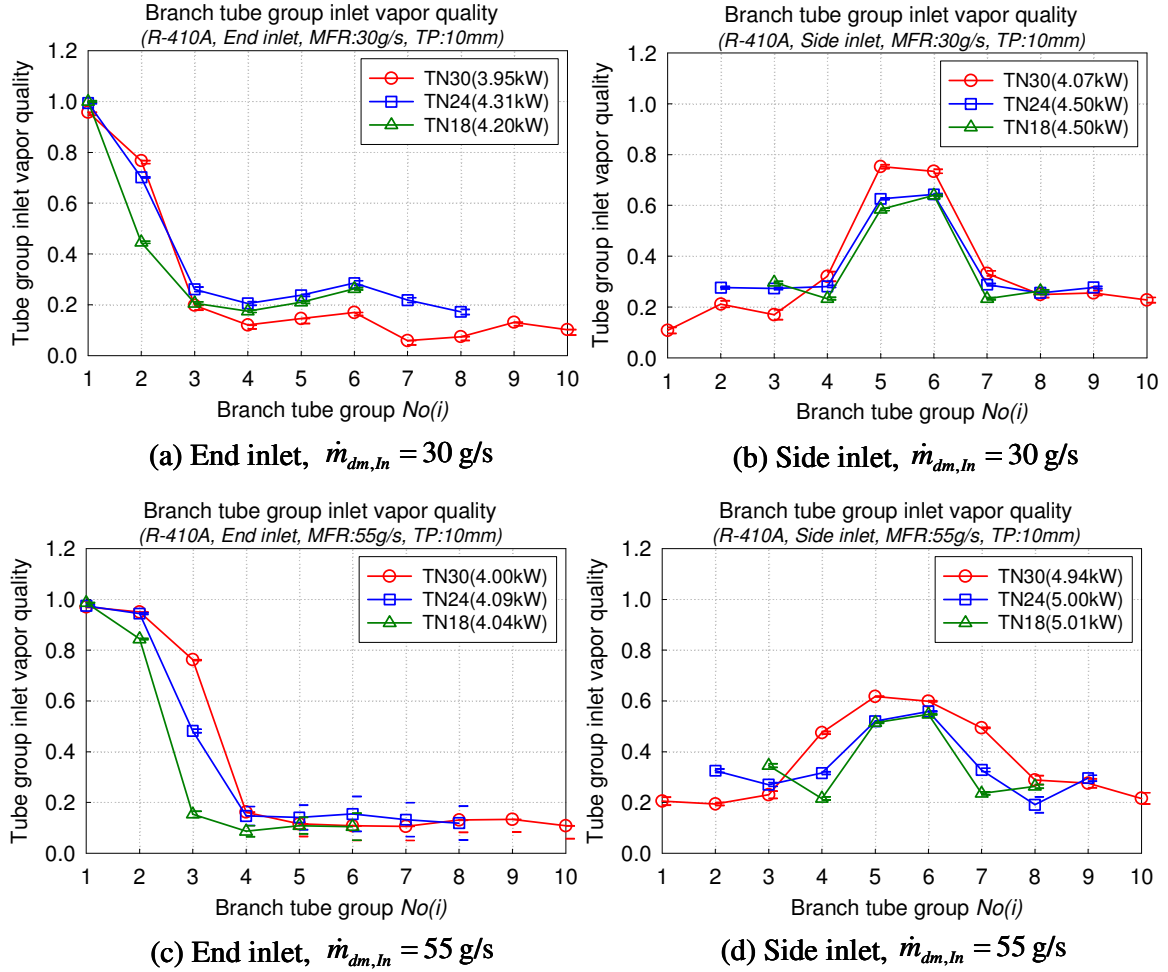 Branch tube group inlet vapor quality
(R-410A, End inlet, MFR:30g/s, TP:10mm)
Tube group inlet vapor quality
1.2
1.0
0.8
0.6
0.4
0.2
0.0
TN30(3.95kW)
TN24(4.31kW)
TN18(4.20kW)
1 2 3 4 5 6 7 8 9 10
Branch tube group No(i)
(a) End inlet, ṁ_{dm,In} = 30 g/s
Branch tube group inlet vapor quality
(R-410A, Side inlet, MFR:30g/s, TP:10mm)
Tube group inlet vapor quality
1.2
1.0
0.8
0.6
0.4
0.2
0.0
TN30(4.07kW)
TN24(4.50kW)
TN18(4.50kW)
1 2 3 4 5 6 7 8 9 10
Branch tube group No(i)
(b) Side inlet, ṁ_{dm,In} = 30 g/s
Branch tube group inlet vapor quality
(R-410A, End inlet, MFR:55g/s, TP:10mm)
Tube group inlet vapor quality
1.2
1.0
0.8
0.6
0.4
0.2
0.0
TN30(4.00kW)
TN24(4.09kW)
TN18(4.04kW)
1 2 3 4 5 6 7 8 9 10
Branch tube group No(i)
(c) End inlet, ṁ_{dm,In} = 55 g/s
Branch tube group inlet vapor quality
(R-410A, Side inlet, MFR:55g/s, TP:10mm)
Tube group inlet vapor quality
1.2
1.0
0.8
0.6
0.4
0.2
0.0
TN30(4.94kW)
TN24(5.00kW)
TN18(5.01kW)
1 2 3 4 5 6 7 8 9 10
Branch tube group No(i)
(d) Side inlet, ṁ_{dm,In} = 55 g/s